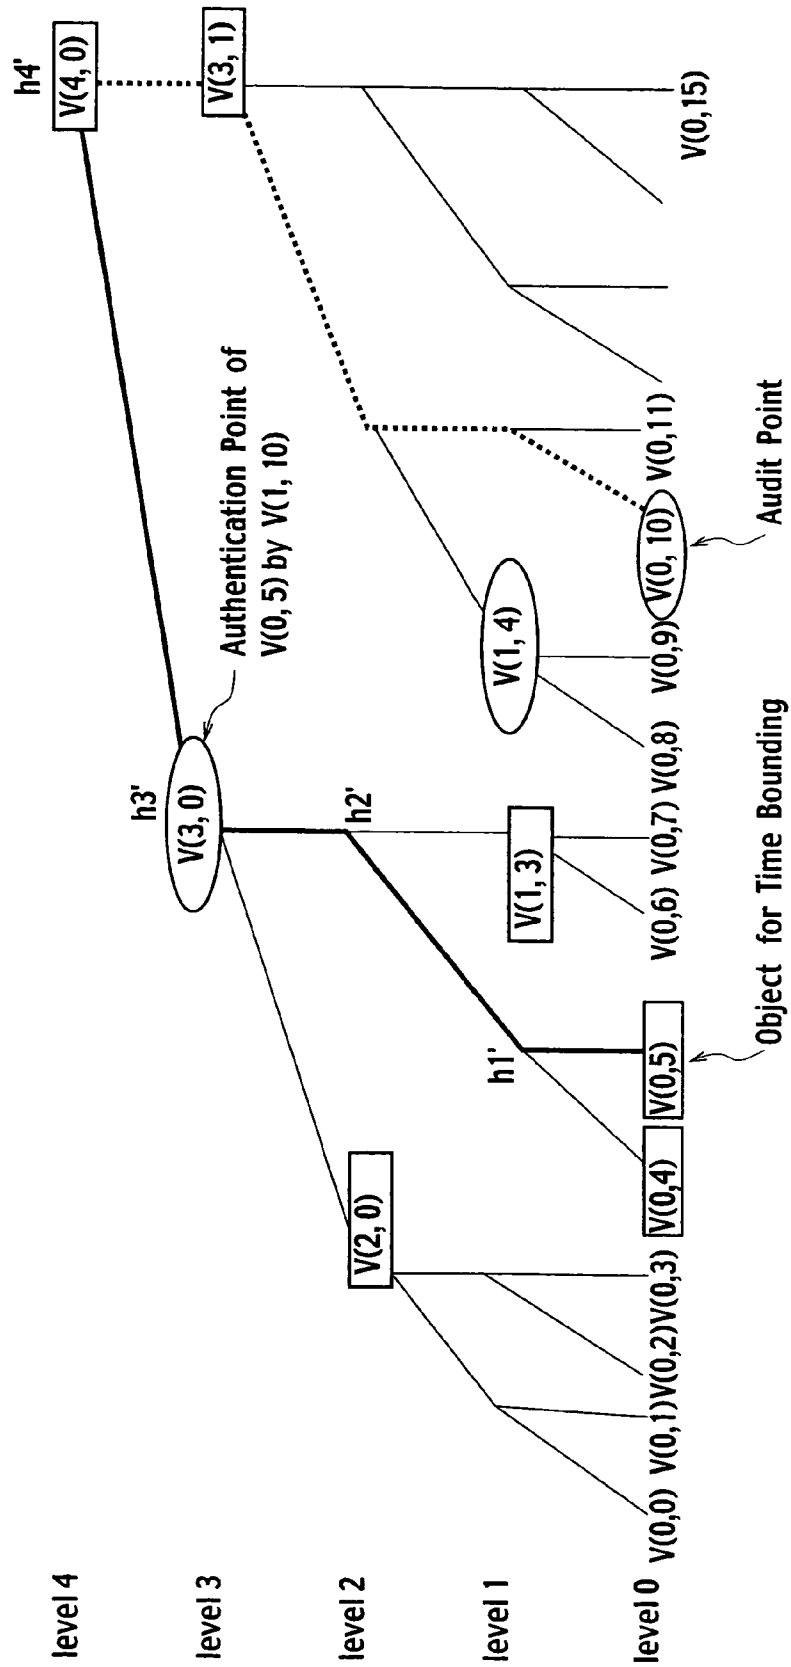 level 4
h4'
V(4, 0)
level 3
h3'
V(3, 0)
Authentication Point of
V(0, 5) by V(1, 10)
V(3, 1)
level 2
V(2, 0)
h2'
level 1
h1'
V(1, 3)
V(1, 4)
level 0
V(0,0)
V(0,1)
V(0,2)
V(0,3)
V(0,4)
V(0,5)
V(0,6)
V(0,7)
V(0,8)
V(0,9)
V(0, 10)
V(0,11)
V(0,15)
Object for Time Bounding
Audit Point